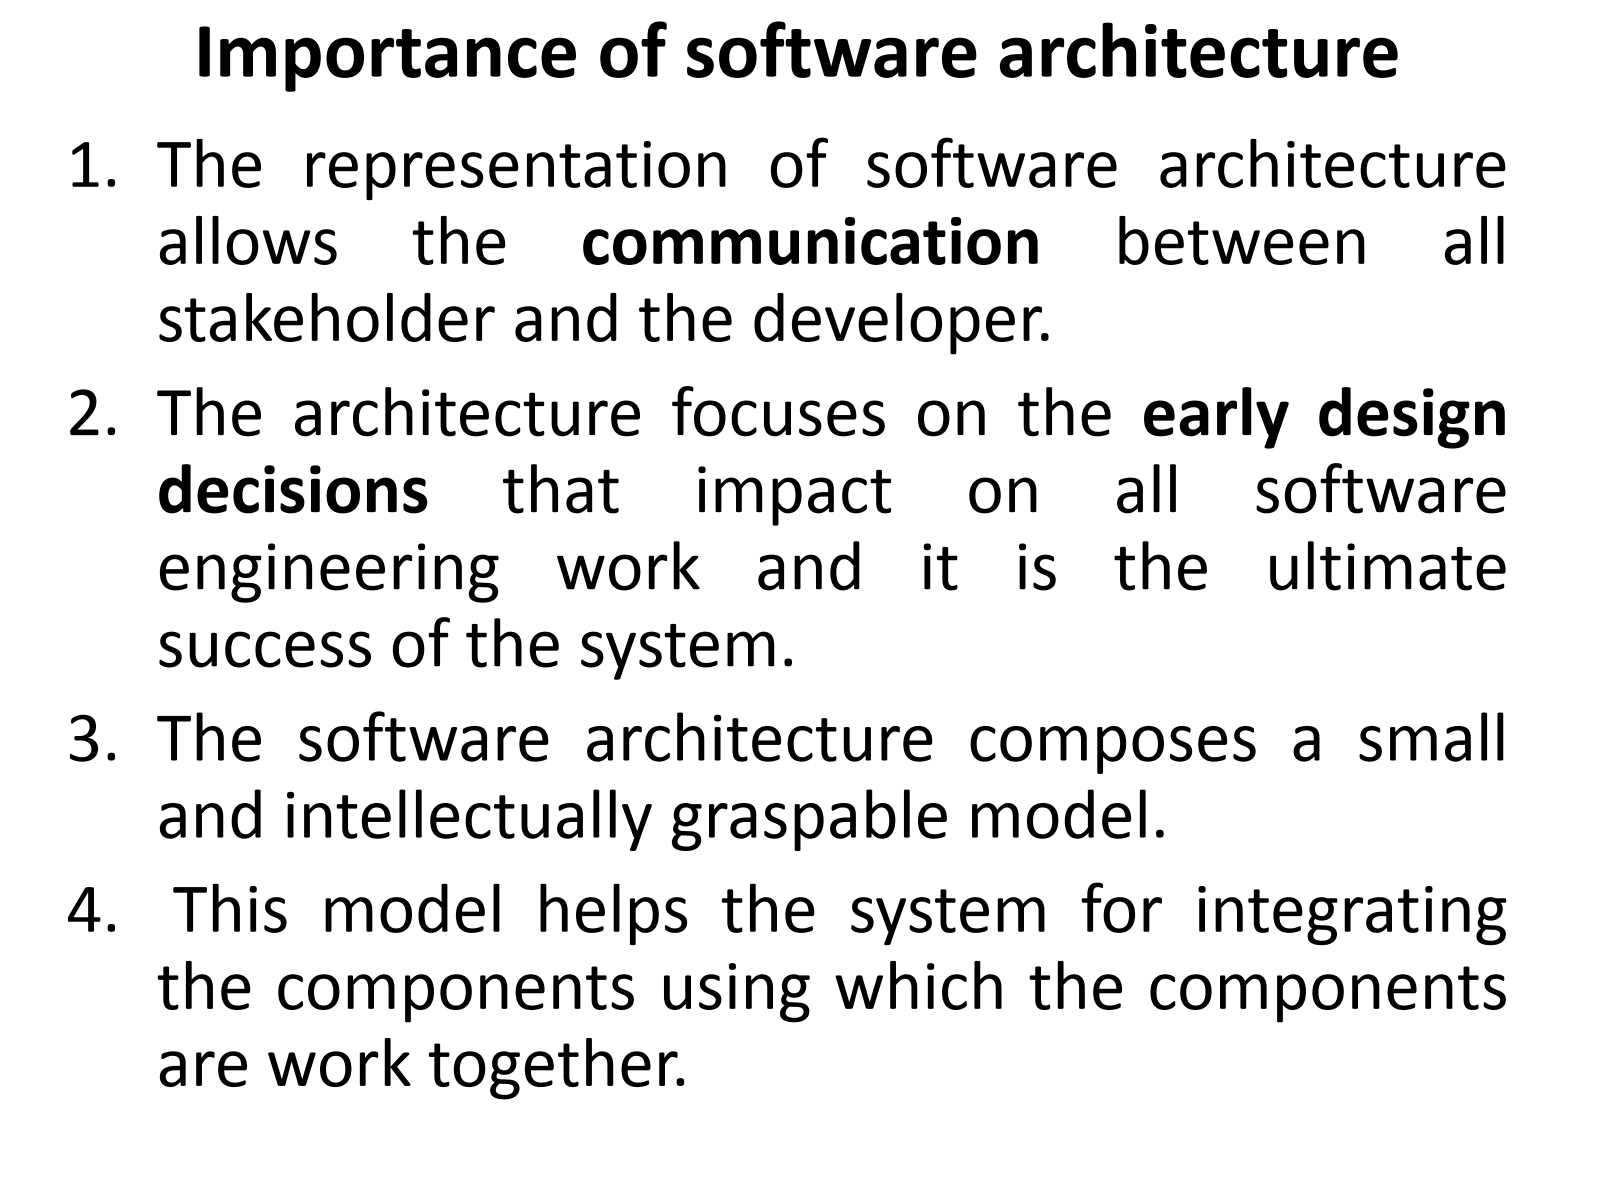 Importance of software architecture
1. The representation of software architecture
allows the communication between all
stakeholder and the developer.
2. The architecture focuses on the early design
decisions that impact on all software
engineering work and it is the ultimate
success of the system.
3. The software architecture composes a small
and intellectually graspable model.
4. This model helps the system for integrating
the components using which the components
are work together.